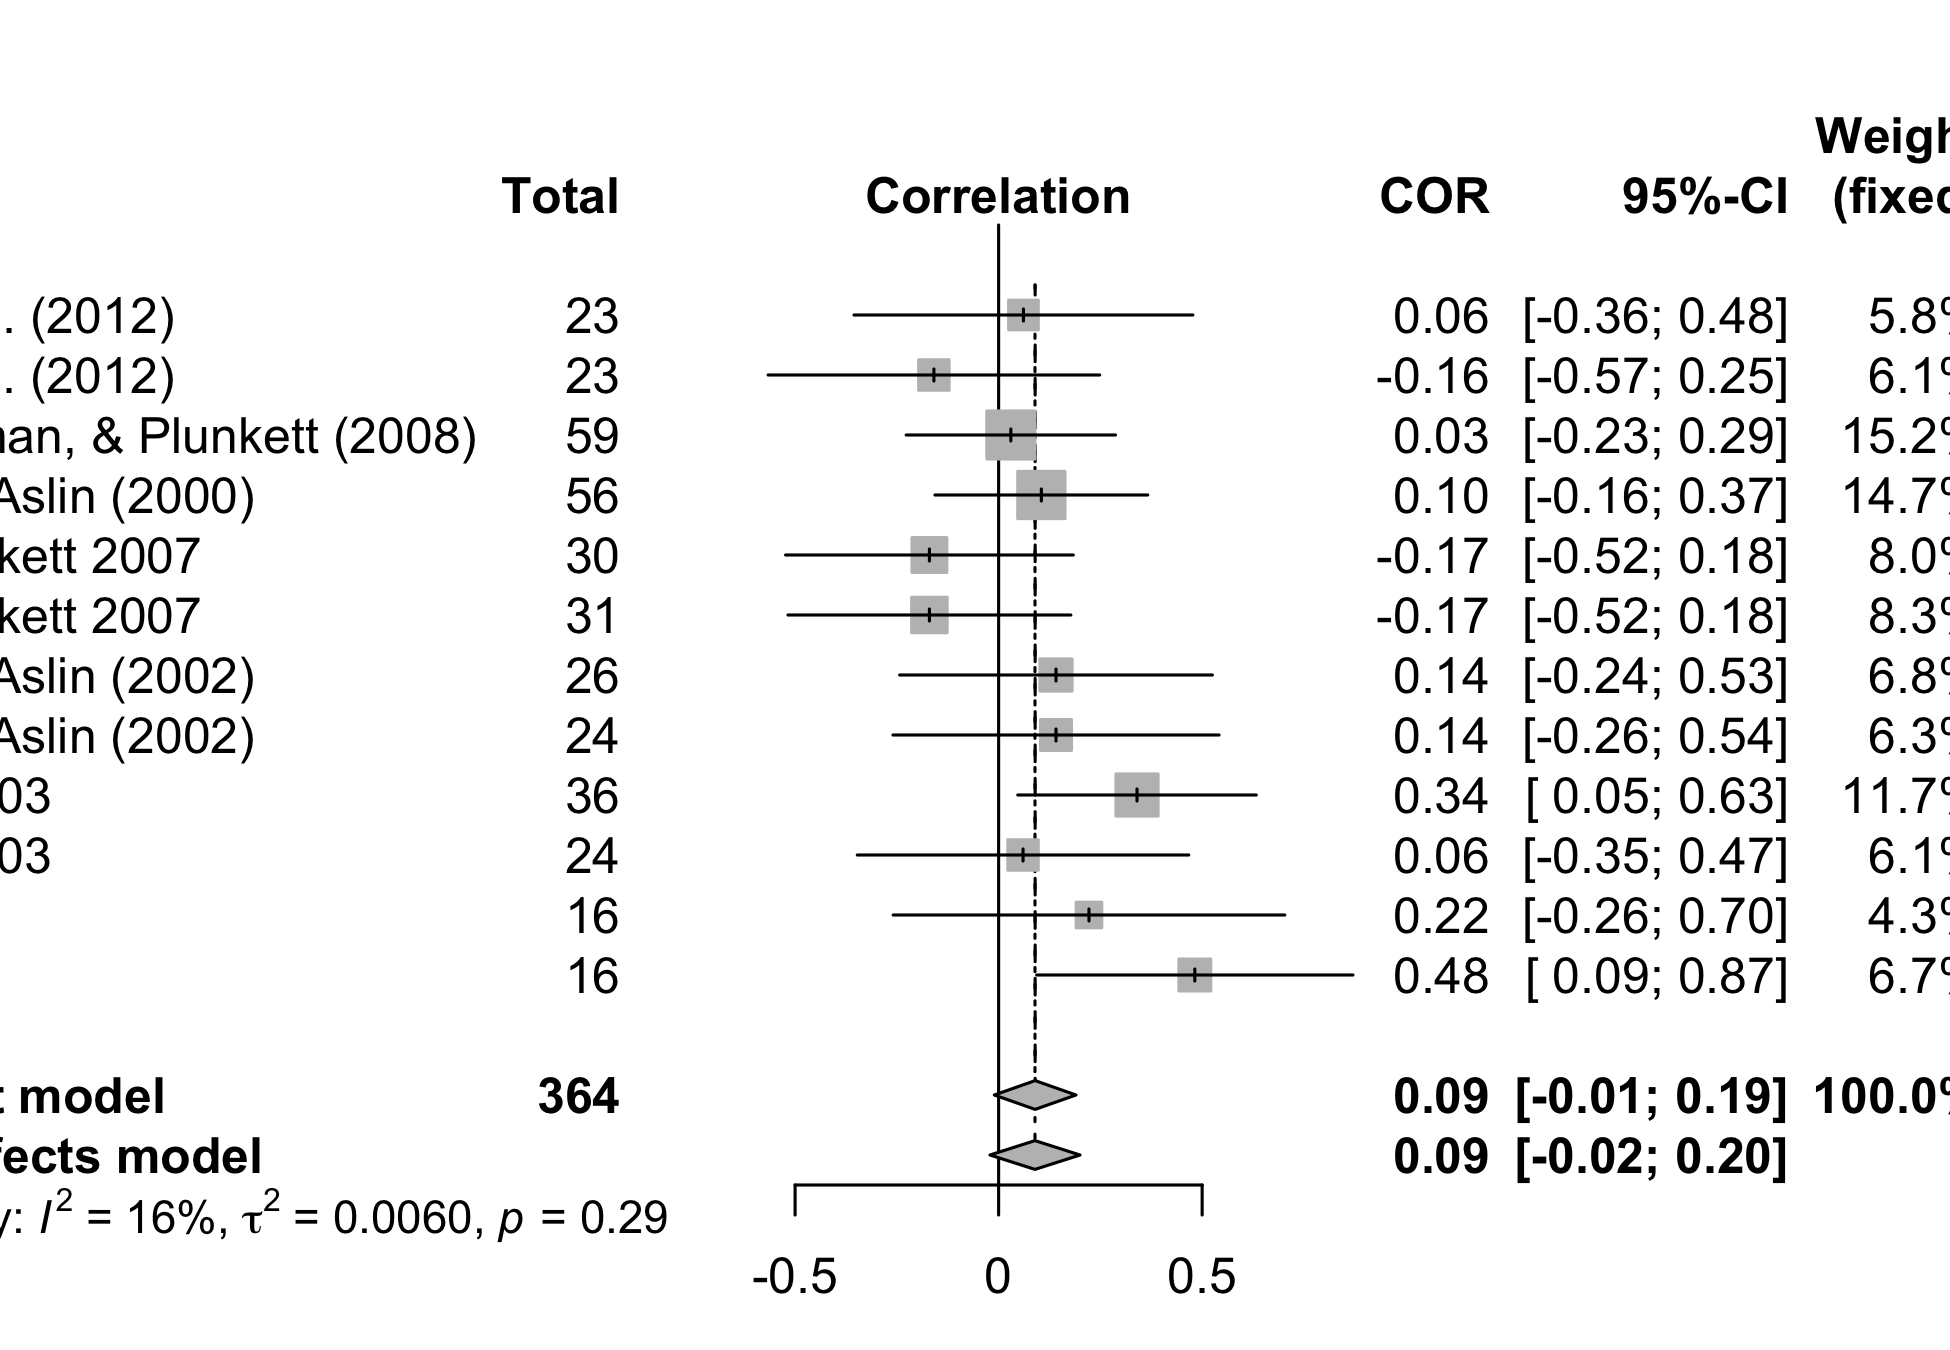 Weigh
Total Correlation COR 95%-CI (fixed
. (2012) 23 0.06 [-0.36; 0.48] 5.8%
. (2012) 23 -0.16 [-0.57; 0.25] 6.1%
nan, & Plunkett (2008) 59 0.03 [-0.23; 0.29] 15.2%
Aslin (2000) 56 0.10 [-0.16; 0.37] 14.7%
kett 2007 30 -0.17 [-0.52; 0.18] 8.0%
kett 2007 31 -0.17 [-0.52; 0.18] 8.3%
Aslin (2002) 26 0.14 [-0.24; 0.53] 6.8%
Aslin (2002) 24 0.14 [-0.26; 0.54] 6.3%
03 36 0.34 [ 0.05; 0.63] 11.7%
03 24 0.06 [-0.35; 0.47] 6.1%
16 0.22 [-0.26; 0.70] 4.3%
16 0.48 [ 0.09; 0.87] 6.7%
t model 364 0.09 [-0.01; 0.19] 100.0%
fects model 0.09 [-0.02; 0.20]
y: I² = 16%, τ² = 0.0060, p = 0.29
-0.5 0 0.5